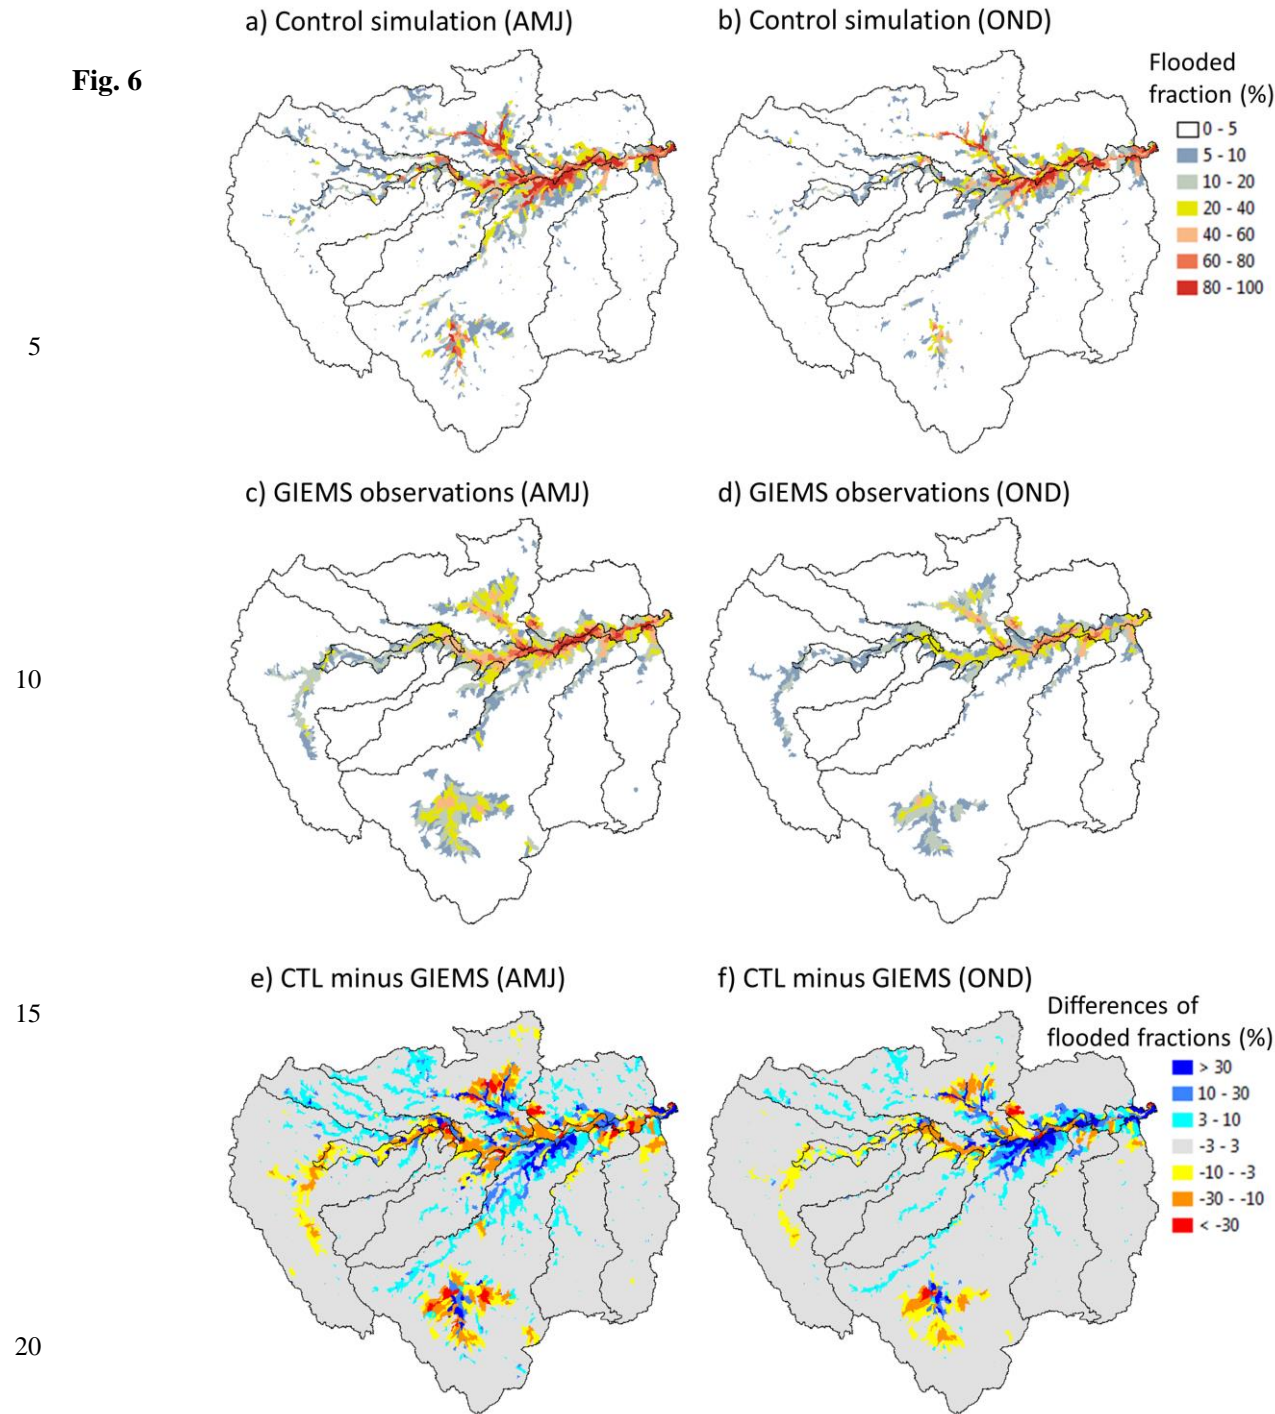 a) Control simulation (AMJ)
b) Control simulation (OND)
Fig. 6
Flooded
fraction (%)
0 - 5
5 - 10
10 - 20
20 - 40
40 - 60
60 - 80
80 - 100
5
c) GIEMS observations (AMJ)
d) GIEMS observations (OND)
10
e) CTL minus GIEMS (AMJ)
f) CTL minus GIEMS (OND)
15
Differences of
flooded fractions (%)
> 30
10 - 30
3 - 10
-3 - 3
-10 - -3
-30 - -10
< -30
20